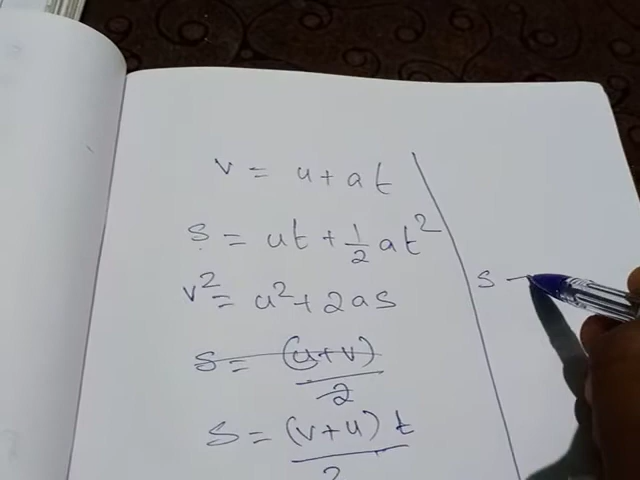 v = u + at
s = ut + 1/2 at²
v² = u² + 2as
s = (u+v)/2
s = (v+u) t/2
s -